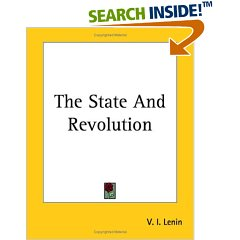 SEARCH INSIDE!™
The State And
Revolution
V. I. Lenin